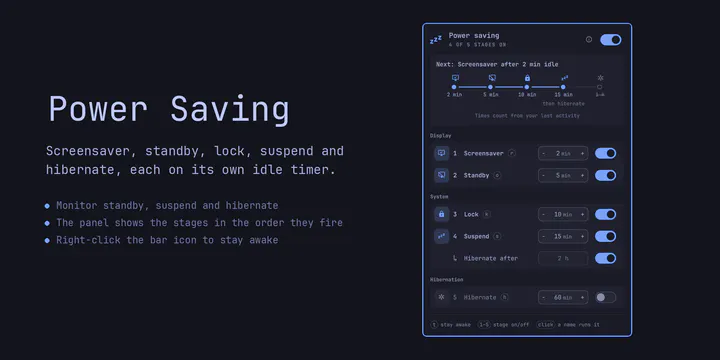 Power Saving
Screensaver, standby, lock, suspend and
hibernate, each on its own idle timer.
Monitor standby, suspend and hibernate
The panel shows the stages in the order they fire
Right-click the bar icon to stay awake
zzz Power saving
4 OF 5 STAGES ON
Next: Screensaver after 2 min idle
2 min 5 min 10 min 15 min
then hibernate
Times count from your last activity
Display
1 Screensaver - 2 min +
2 Standby - 5 min +
System
3 Lock - 10 min +
4 Suspend - 15 min +
Hibernate after 2 h
Hibernation
5 Hibernate h - 60 min +
stay awake 1-5 stage on/off click a name runs it